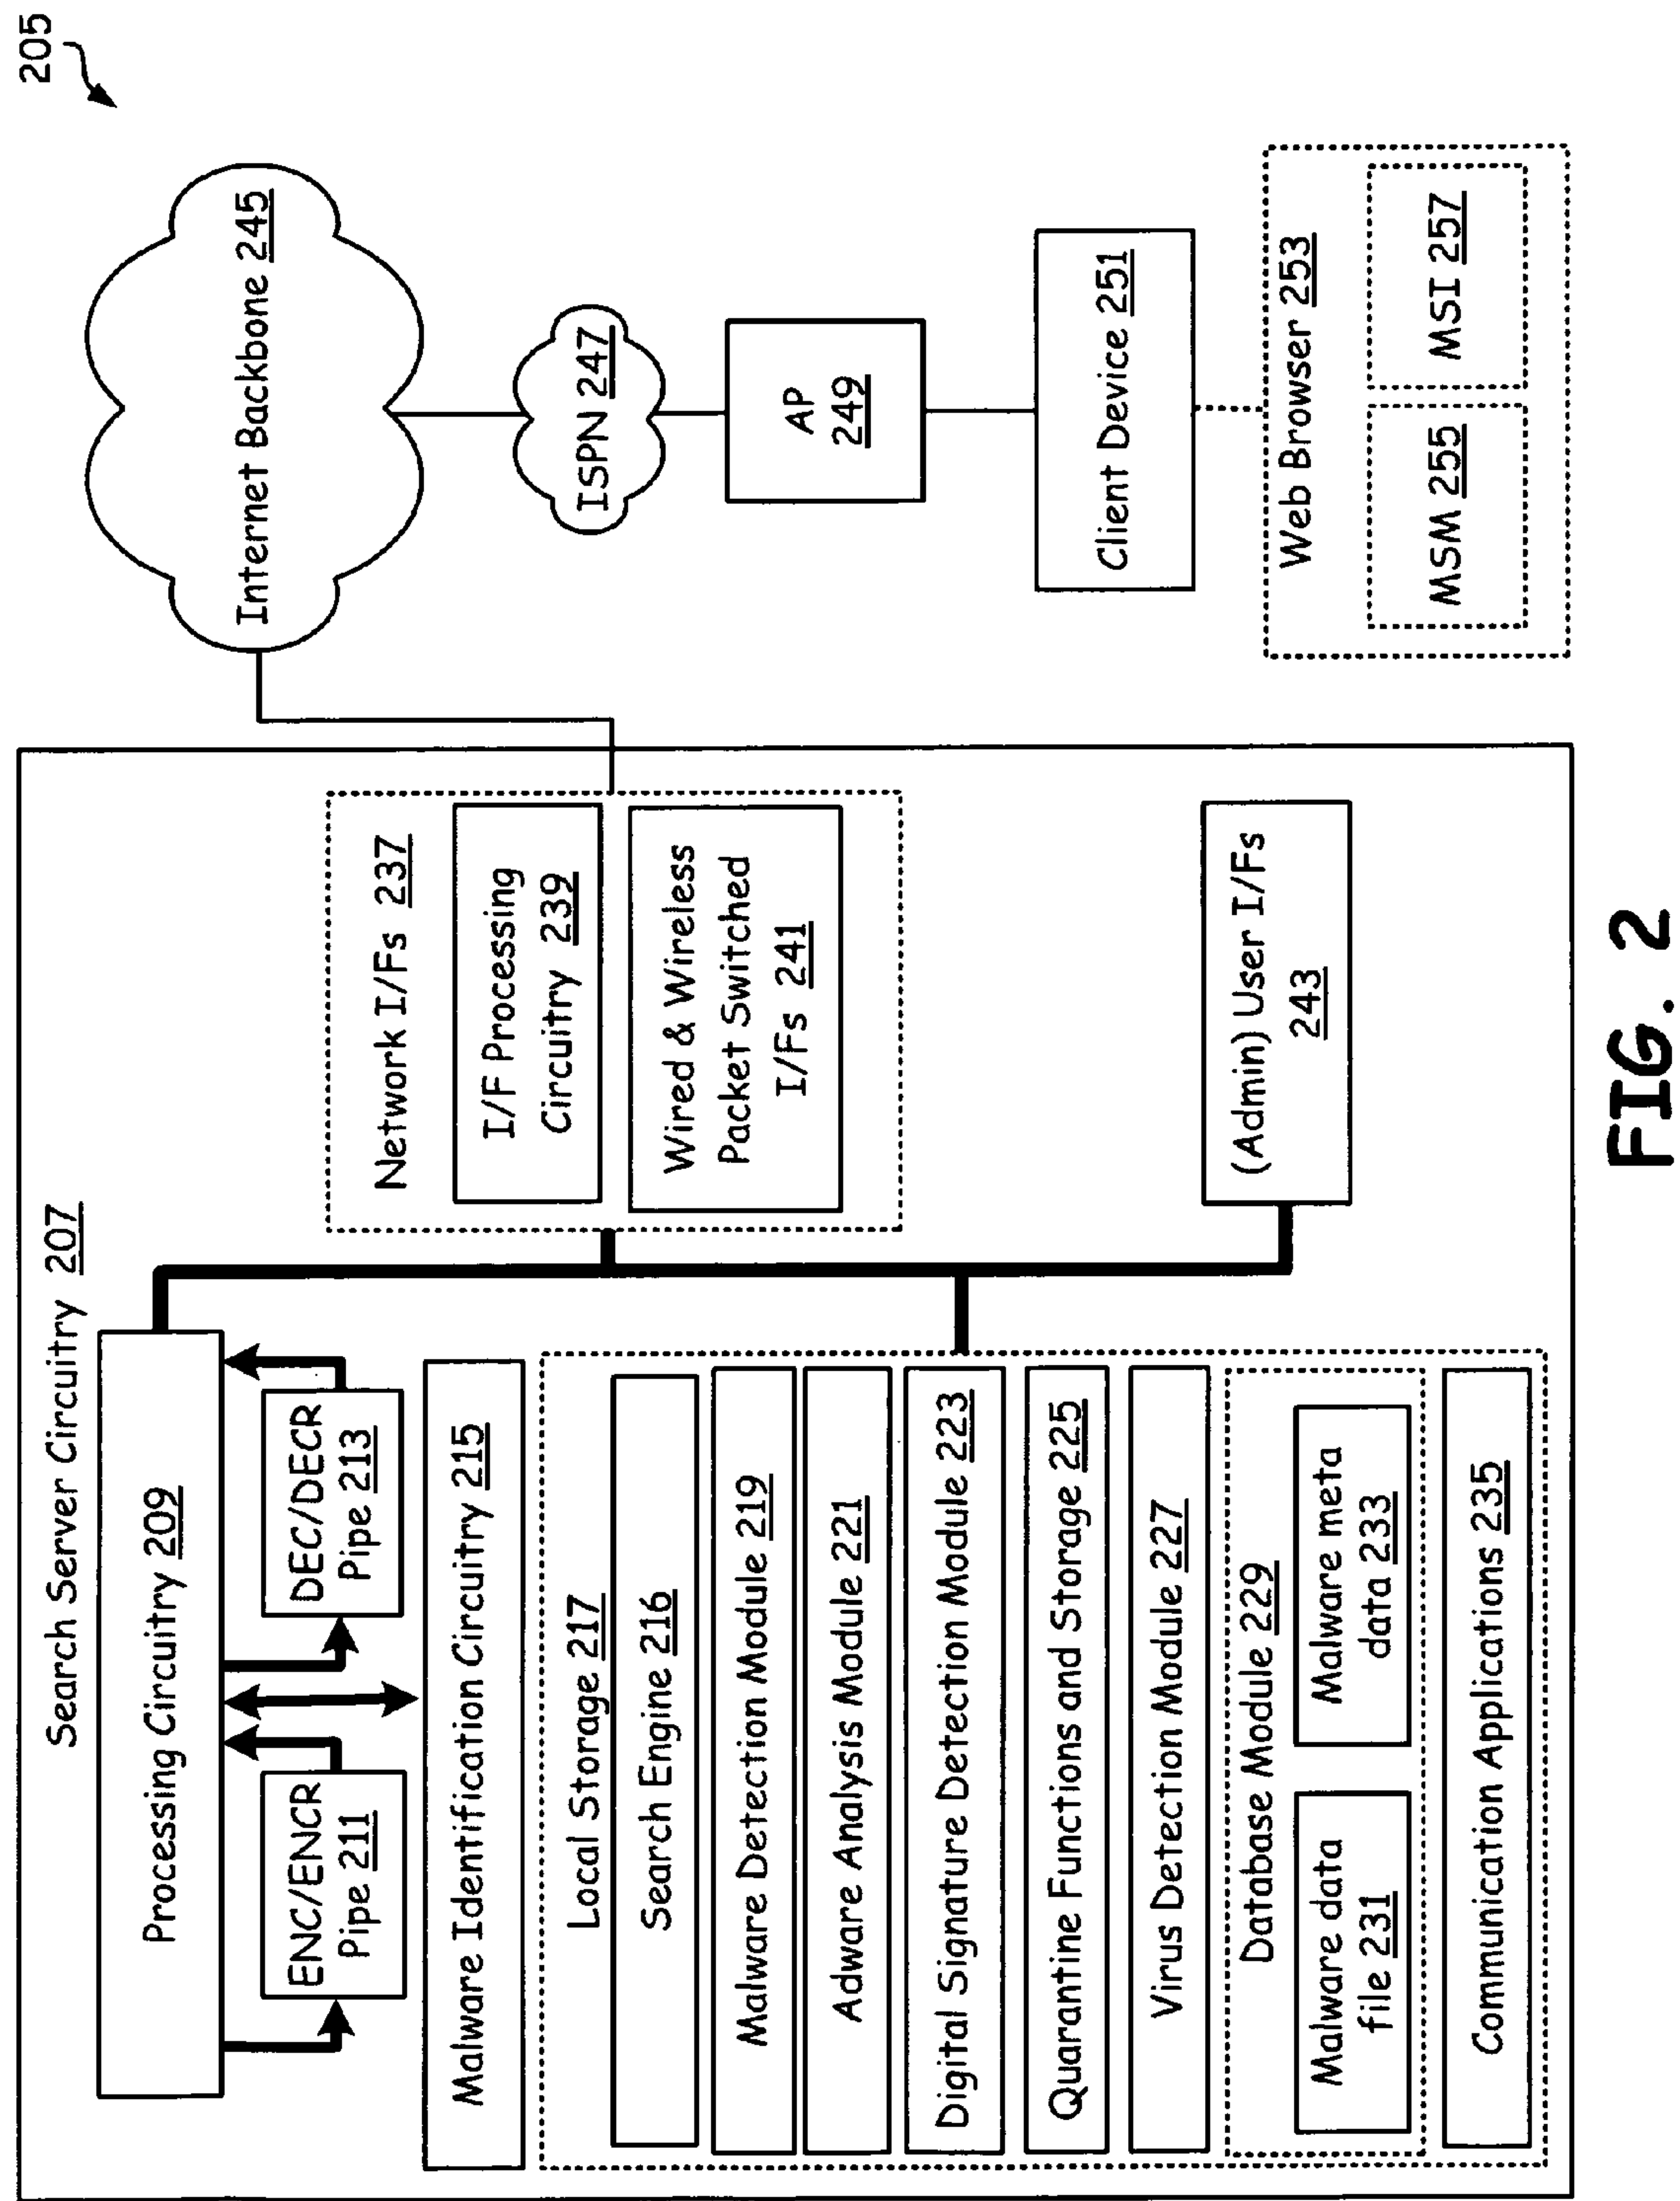 205
Search Server Circuitry 207
Processing Circuitry 209
ENC/ENCR
Pipe 211
DEC/DECR
Pipe 213
Malware Identification Circuitry 215
Local Storage 217
Search Engine 216
Malware Detection Module 219
Adware Analysis Module 221
Digital Signature Detection Module 223
Quarantine Functions and Storage 225
Virus Detection Module 227
Database Module 229
Malware data
file 231
Malware meta
data 233
Communication Applications 235
Network I/Fs 237
I/F Processing
Circuitry 239
Wired & Wireless
Packet Switched
I/Fs 241
(Admin) User I/Fs
243
Internet Backbone 245
ISPN 247
AP
249
Client Device 251
Web Browser 253
MSM 255
MSI 257
FIG. 2